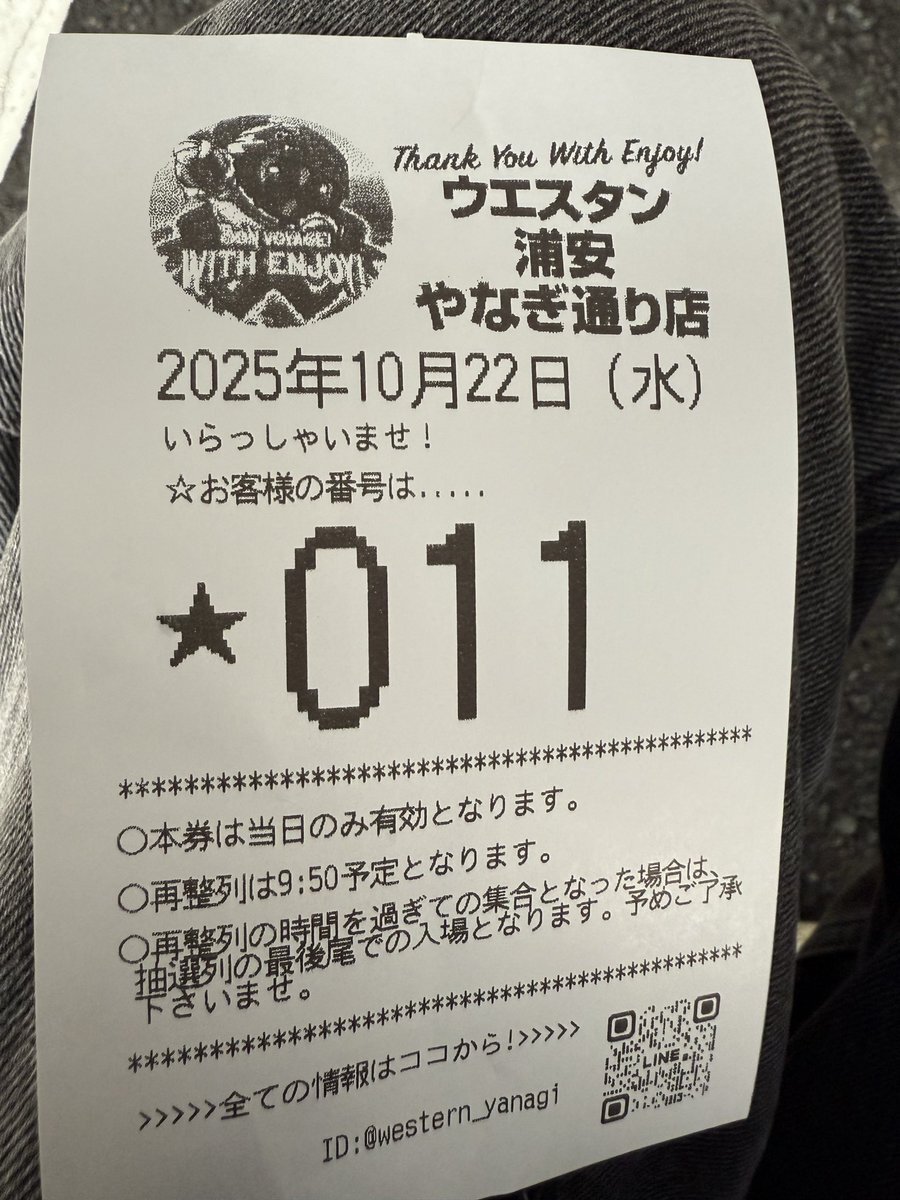 BON VOYAGE!
WITH ENJOY!
Thank You With Enjoy!
ウエスタン
浦安
やなぎ通り店
2025年10月22日（水）
いらっしゃいませ！
☆お客様の番号は.....
★011
****************************************************
○本券は当日のみ有効となります。
○再整列は9:50予定となります。
○再整列の時間を過ぎての集合となった場合は、
抽選列の最後尾での入場となります。予めご了承
下さいませ。
****************************************************
>>>>>全ての情報はココから!>>>>>
LINE
ID:@western_yanagi